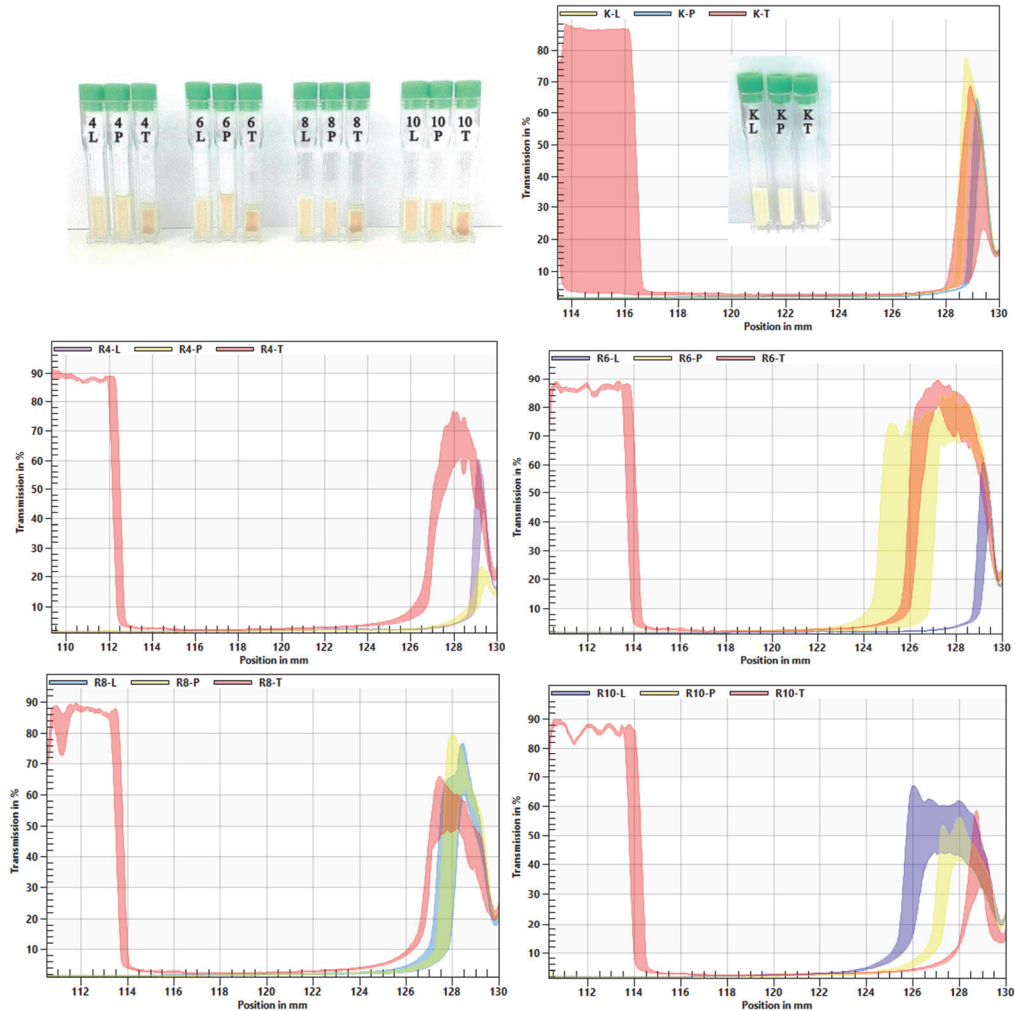 4 L
4 P
4 T
6 L
6 P
6 T
8 L
8 P
8 T
10 L
10 P
10 T
K-L K-P K-T
K L
K P
K T
Transmission in %
80
70
60
50
40
30
20
10
114 116 118 120 122 124 126 128 130
Position in mm
R4-L R4-P R4-T
Transmission in %
90
80
70
60
50
40
30
20
10
110 112 114 116 118 120 122 124 126 128 130
Position in mm
R6-L R6-P R6-T
Transmission in %
90
80
70
60
50
40
30
20
10
112 114 116 118 120 122 124 126 128 130
Position in mm
R8-L R8-P R8-T
Transmission in %
90
80
70
60
50
40
30
20
10
112 114 116 118 120 122 124 126 128 130
Position in mm
R10-L R10-P R10-T
Transmission in %
90
80
70
60
50
40
30
20
10
112 114 116 118 120 122 124 126 128 130
Position in mm